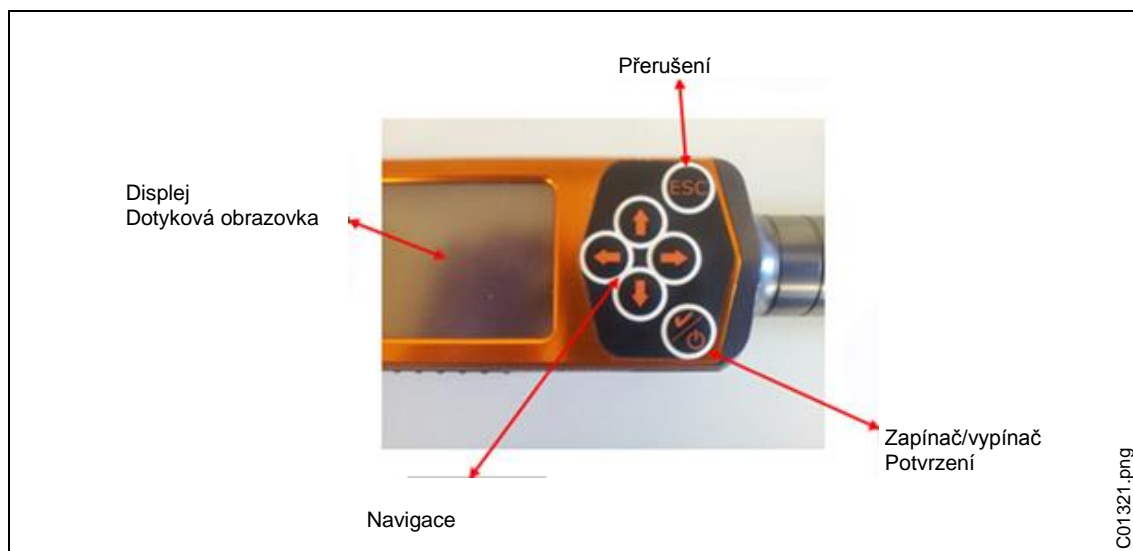 Přerušení
ESC
Displej
Dotyková obrazovka
Zapínač/vypínač
Potvrzení
Navigace
C01321.png